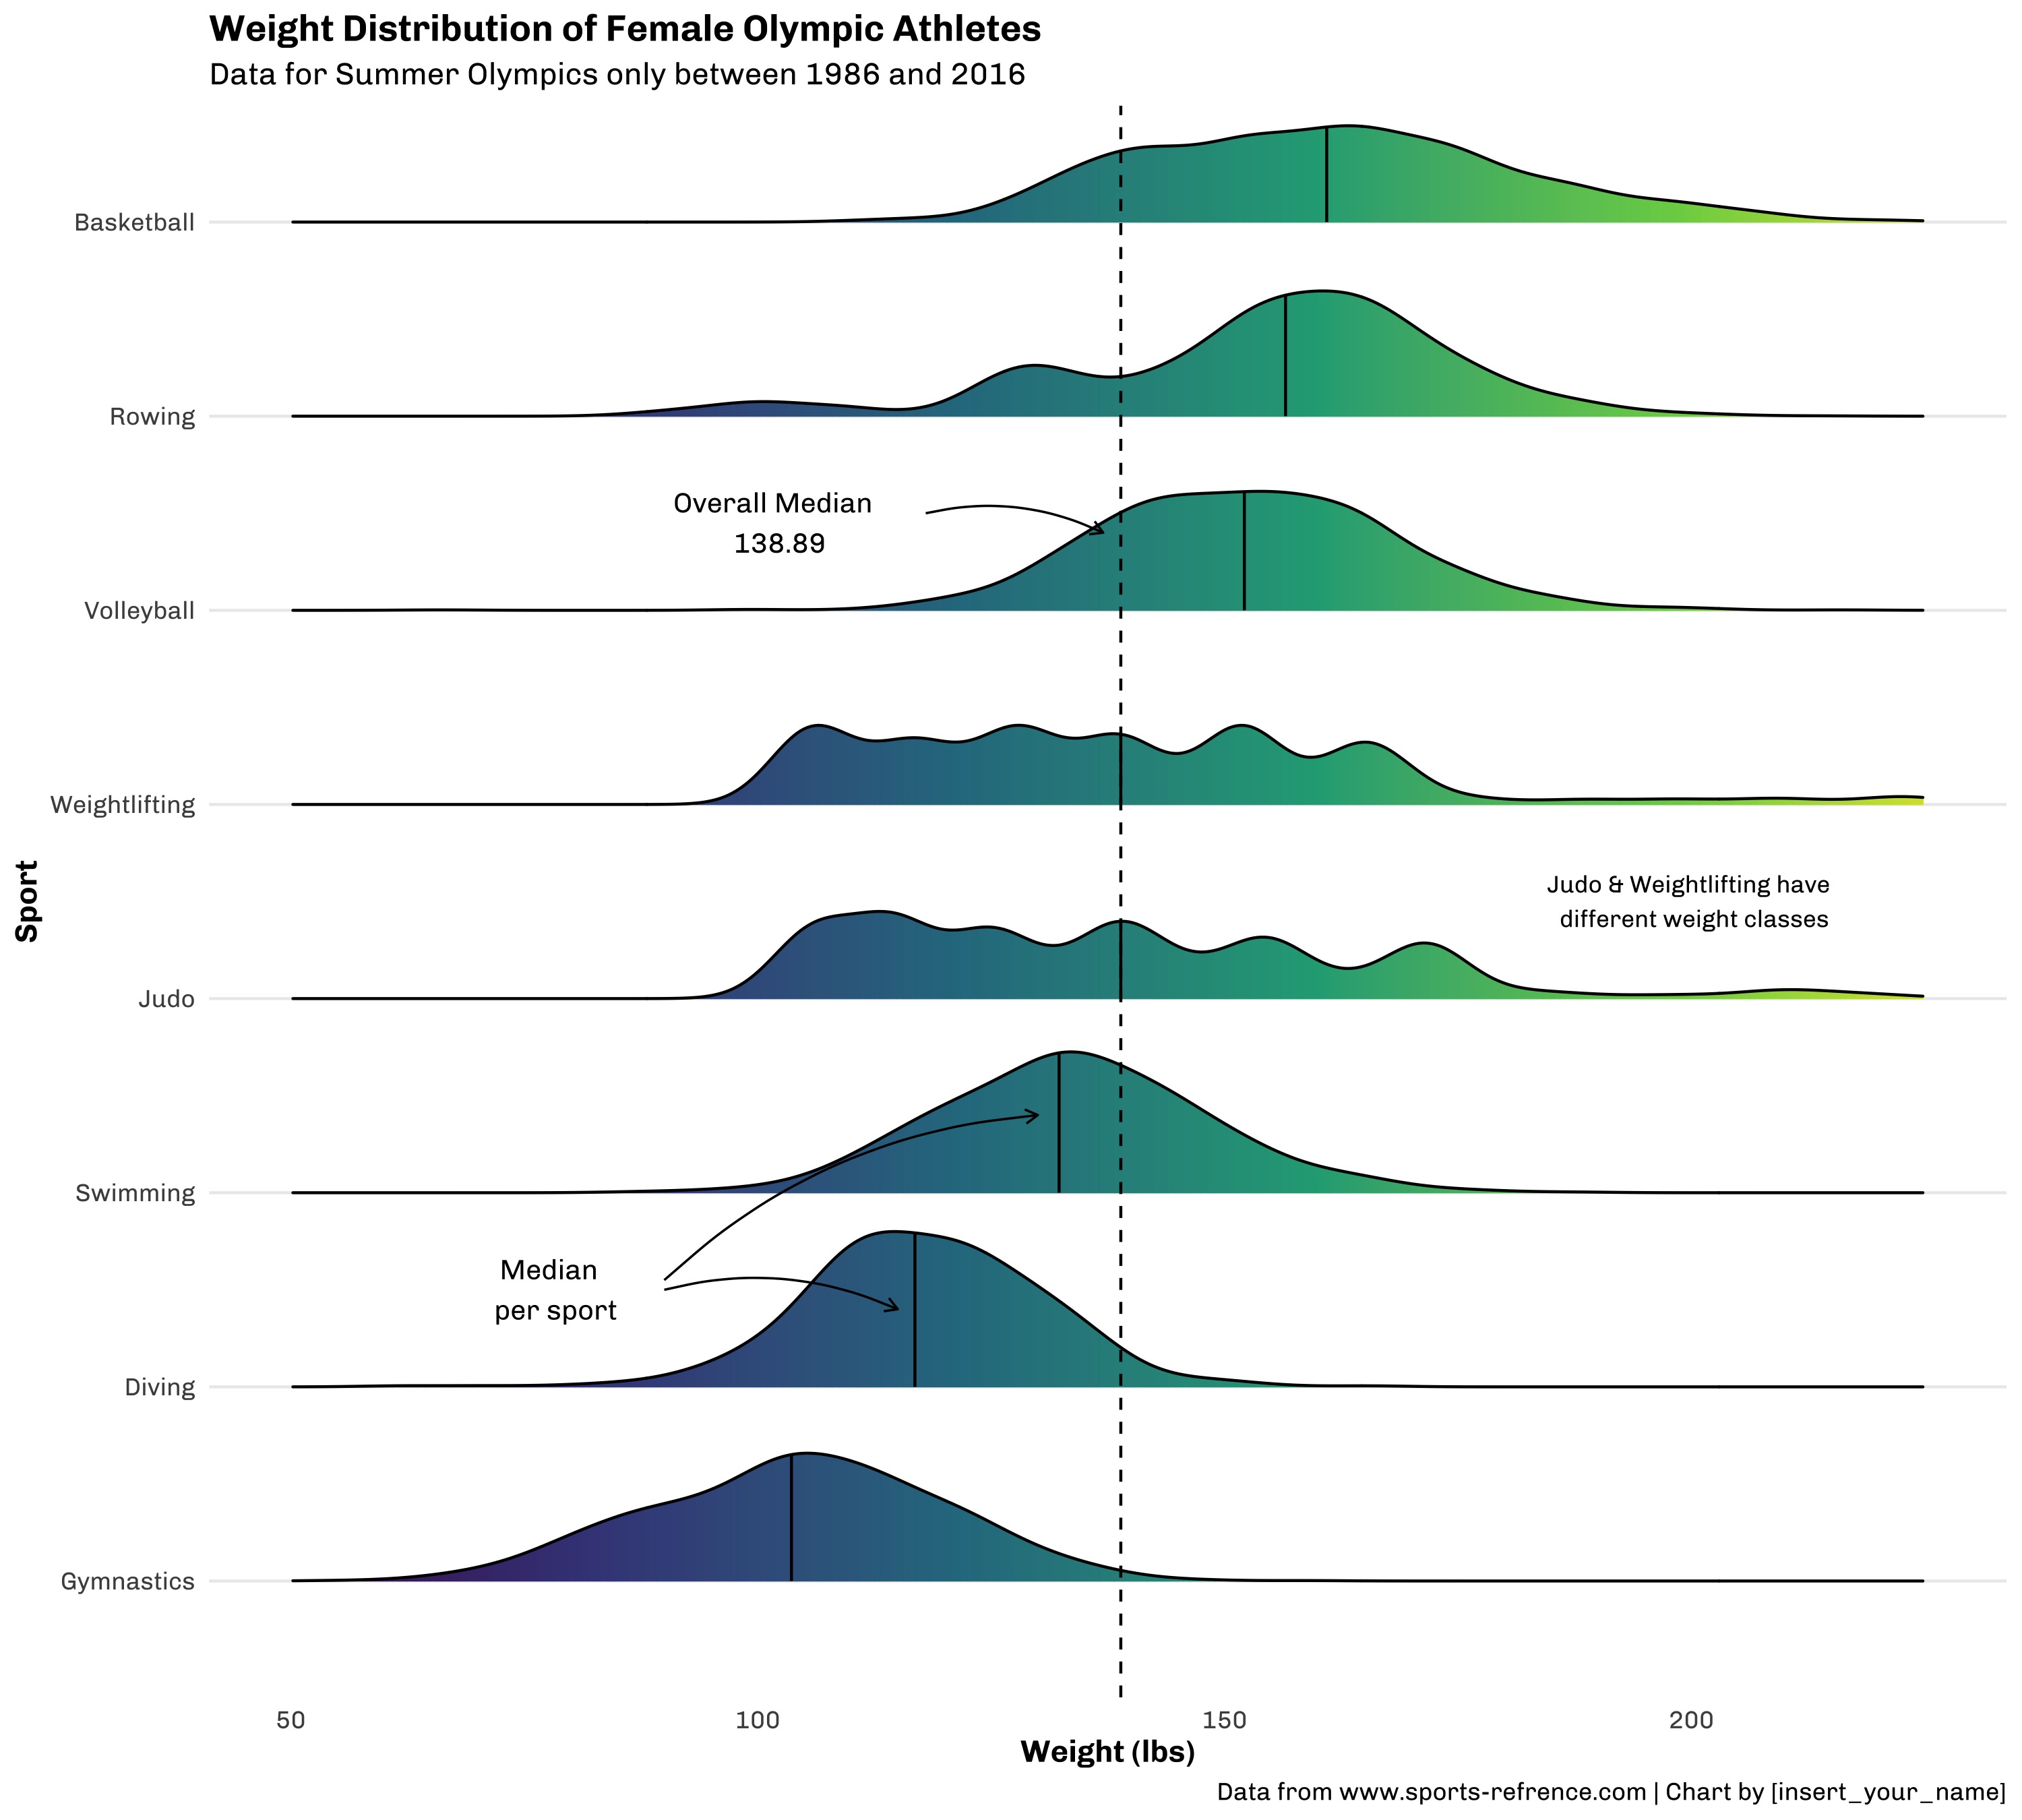 Weight Distribution of Female Olympic Athletes
Data for Summer Olympics only between 1986 and 2016
Basketball
Rowing
Overall Median
138.89
Volleyball
Weightlifting
Sport
Judo & Weightlifting have
different weight classes
Judo
Swimming
Median
per sport
Diving
Gymnastics
50 100 150 200
Weight (lbs)
Data from www.sports-refrence.com | Chart by [insert_your_name]